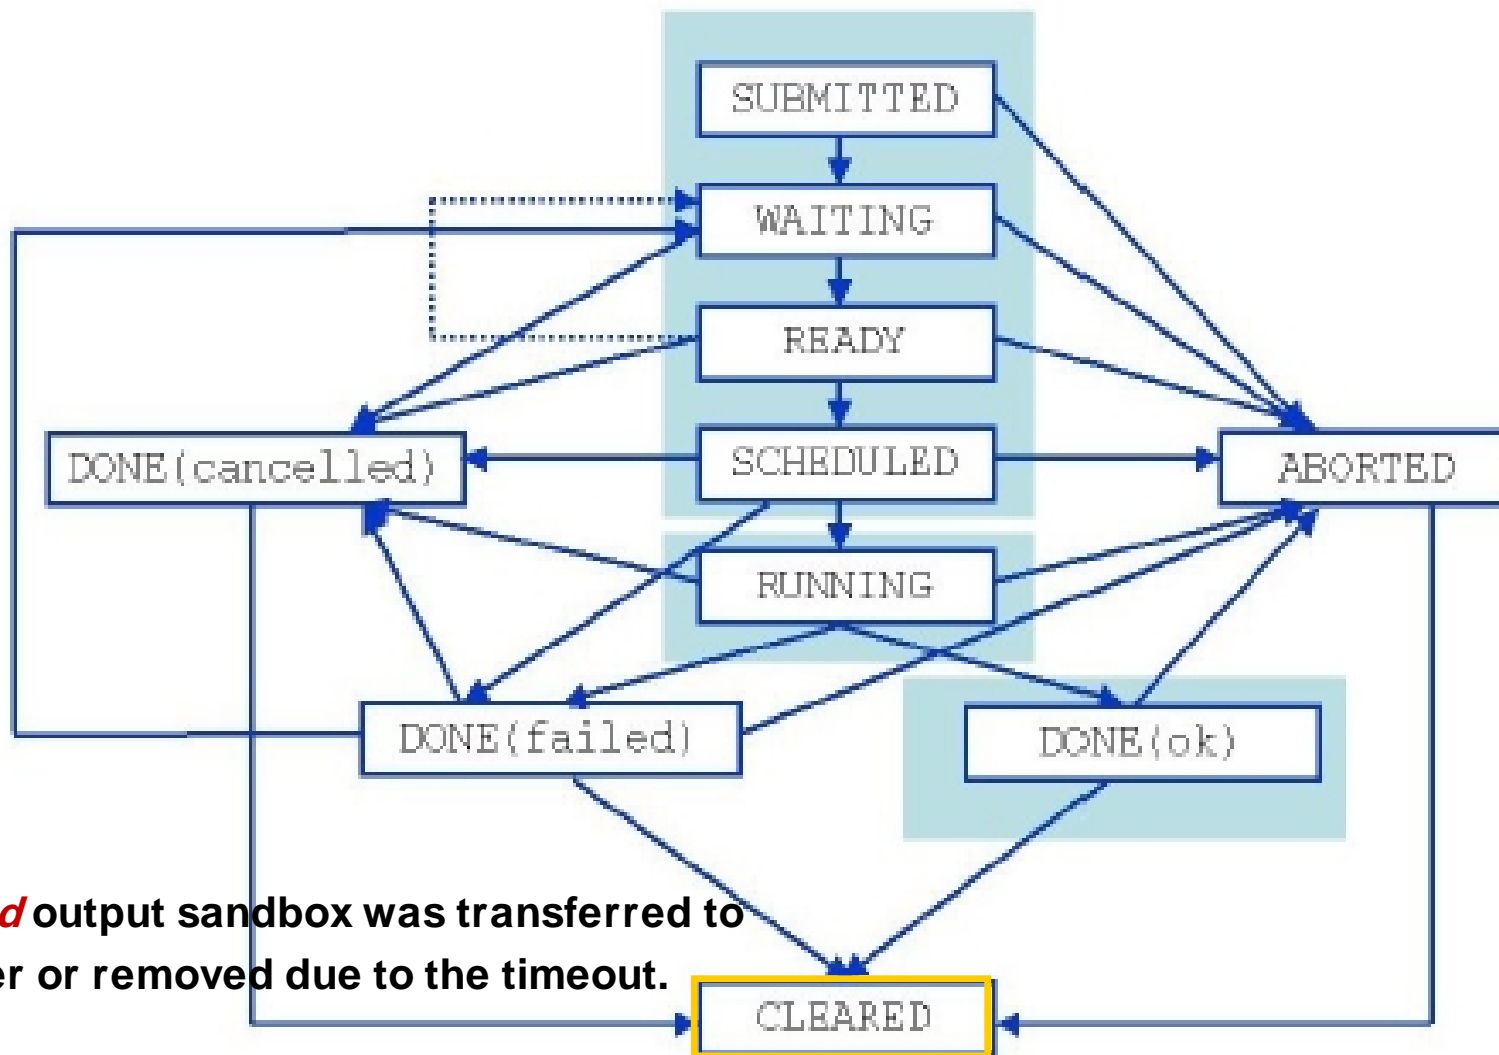 SUBMITTED
WAITING
READY
DONE(cancelled)
SCHEDULED
ABORTED
RUNNING
DONE(failed)
DONE(ok)
output sandbox was transferred to
or removed due to the timeout.
CLEARED